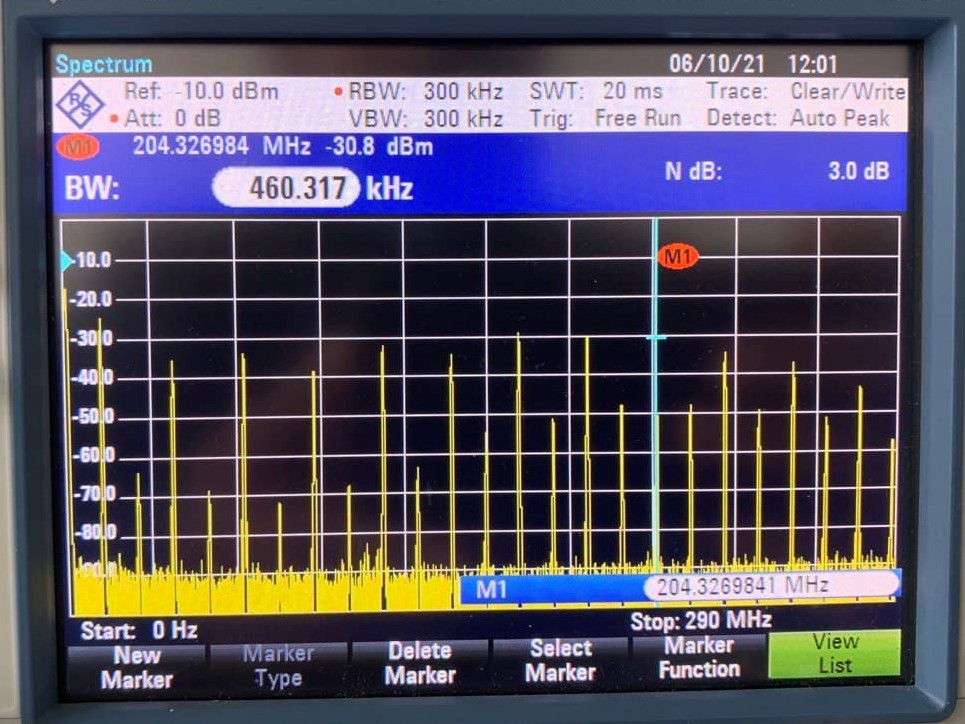 Spectrum 06/10/21 12:01
Ref: -10.0 dBm • RBW: 300 kHz SWT: 20 ms Trace: Clear/Write
• Att: 0 dB VBW: 300 kHz Trig: Free Run Detect: Auto Peak
M1 204.326984 MHz -30.8 dBm
BW: 460.317 kHz N dB: 3.0 dB
M1
-10.0
-20.0
-30.0
-40.0
-50.0
-60.0
-70.0
-80.0
M1 204.3269841 MHz
Start: 0 Hz Stop: 290 MHz
New Marker Delete Select Marker View
Marker Type Marker Marker Function List